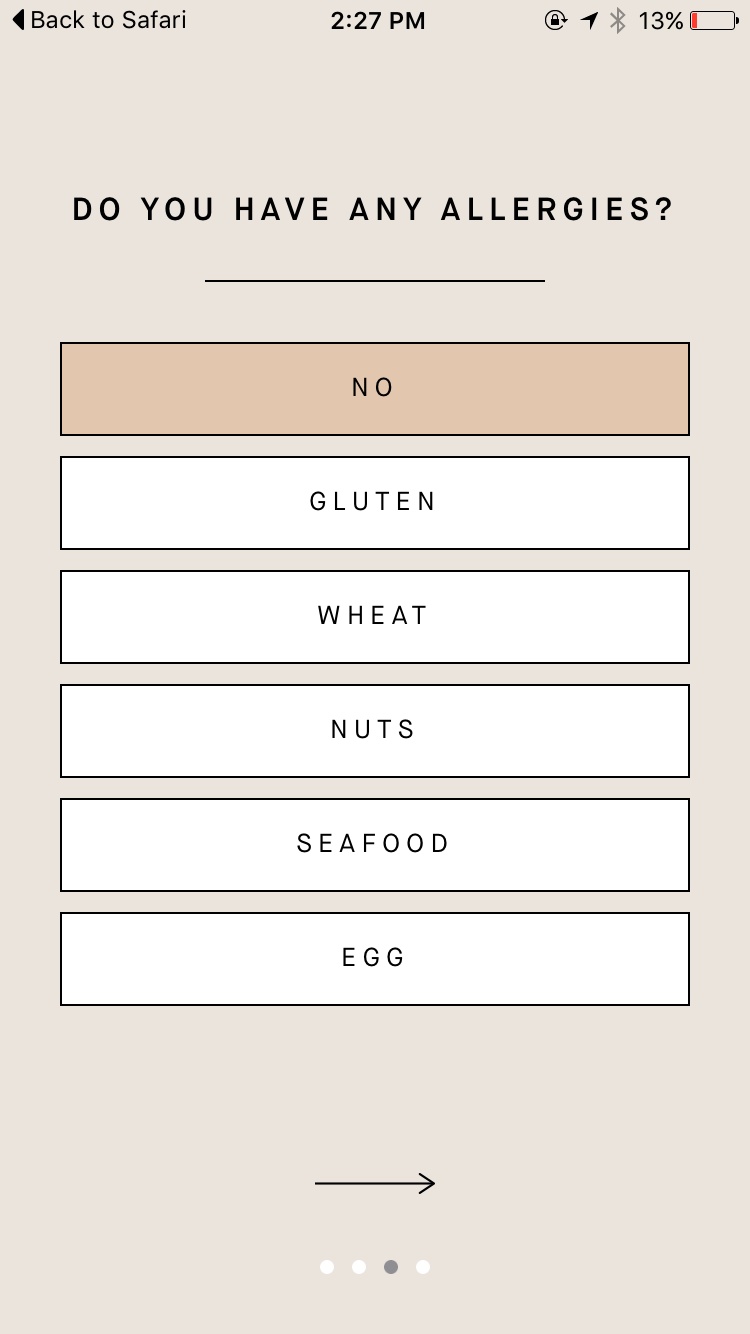 Back to Safari 2:27 PM 13%
DO YOU HAVE ANY ALLERGIES?
NO
GLUTEN
WHEAT
NUTS
SEAFOOD
EGG